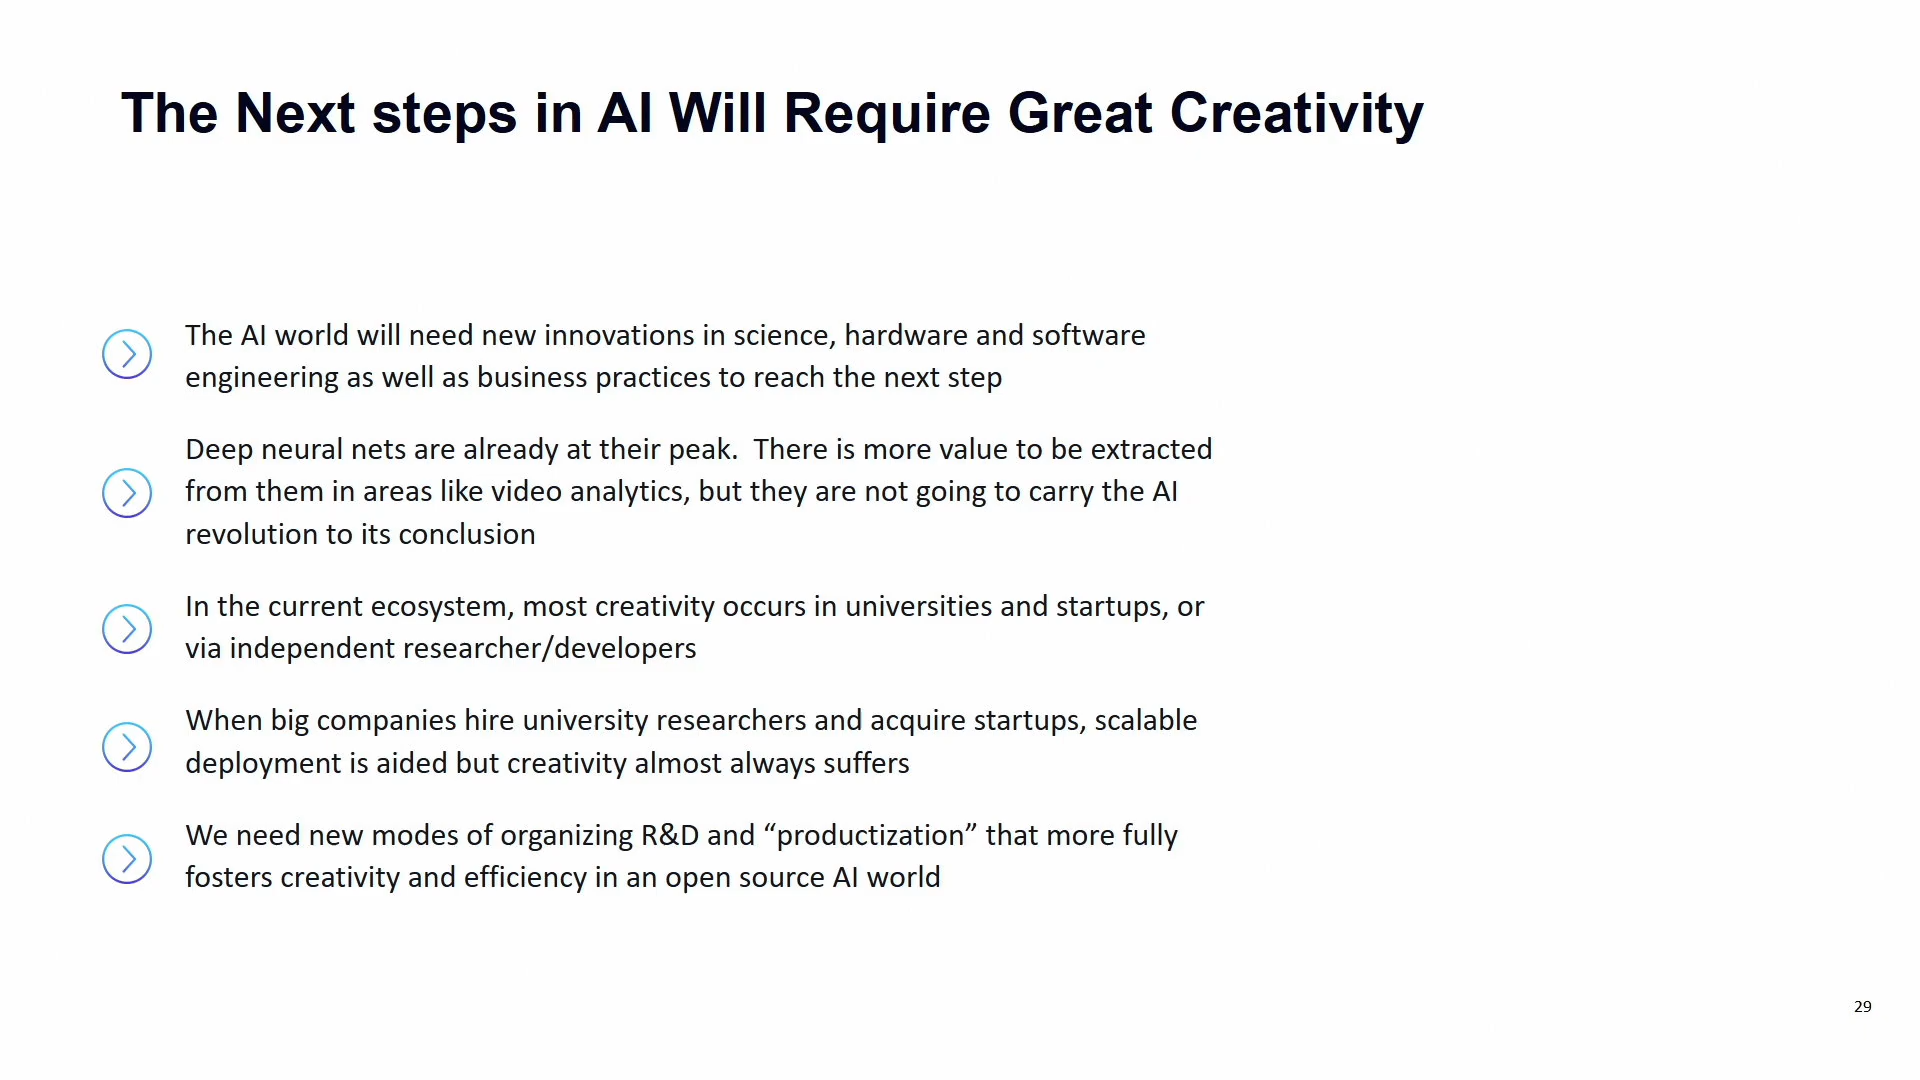 The Next steps in AI Will Require Great Creativity
The AI world will need new innovations in science, hardware and software
engineering as well as business practices to reach the next step
Deep neural nets are already at their peak.  There is more value to be extracted
from them in areas like video analytics, but they are not going to carry the AI
revolution to its conclusion
In the current ecosystem, most creativity occurs in universities and startups, or
via independent researcher/developers
When big companies hire university researchers and acquire startups, scalable
deployment is aided but creativity almost always suffers
We need new modes of organizing R&D and “productization” that more fully
fosters creativity and efficiency in an open source AI world
29